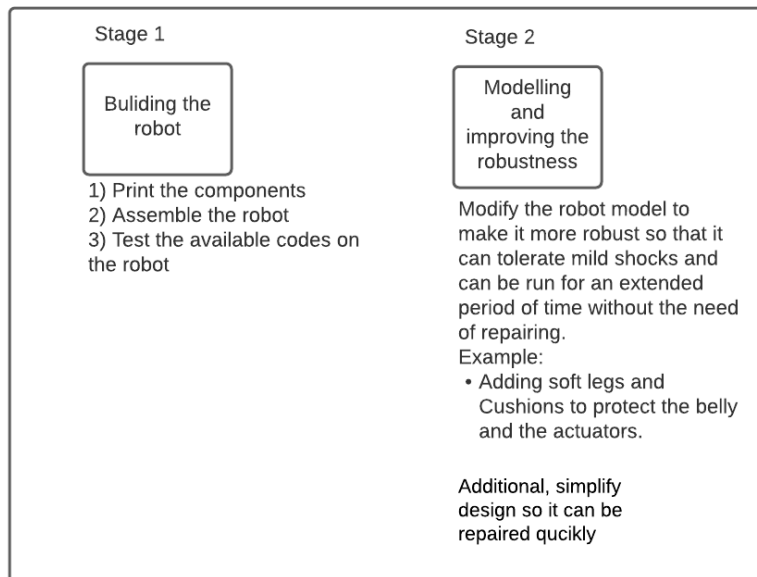 Stage 1
Buliding the
robot
1) Print the components
2) Assemble the robot
3) Test the available codes on
the robot
Stage 2
Modelling
and
improving the
robustness
Modify the robot model to
make it more robust so that it
can tolerate mild shocks and
can be run for an extended
period of time without the need
of repairing.
Example:
• Adding soft legs and
Cushions to protect the belly
and the actuators.
Additional, simplify
design so it can be
repaired qucikly